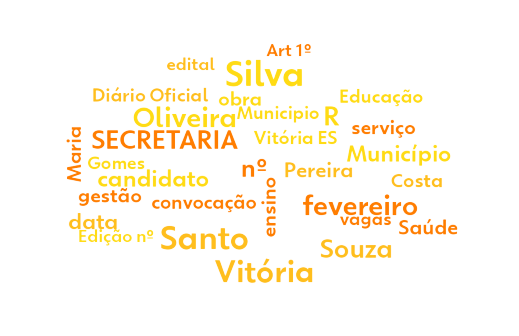 Art 1º
edital
Silva
Diário Oficial
obra
Educação
Oliveira
Municipio
R
SECRETARIA
Vitória ES
serviço
Maria
Gomes
nº
Pereira
Município
candidato
Costa
gestão
convocação
ensino
fevereiro
vagas
data
Saúde
Edição nº
Santo
Souza
Vitória